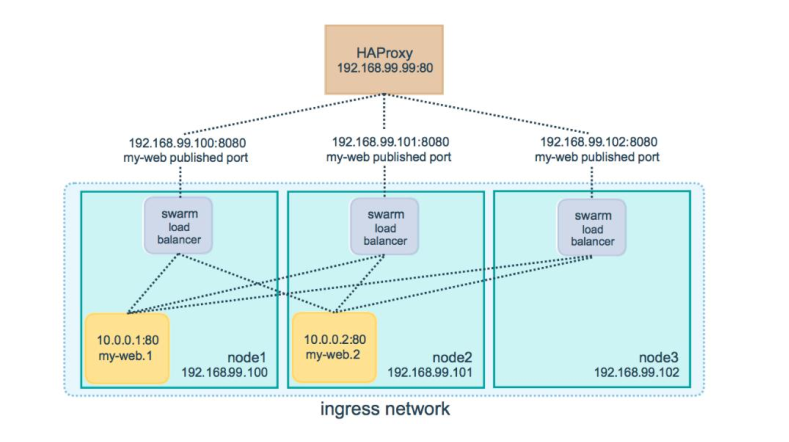 HAProxy
192.168.99.99:80
192.168.99.100:8080
my-web published port
192.168.99.101:8080
my-web published port
192.168.99.102:8080
my-web published port
swarm
load
balancer
swarm
load
balancer
swarm
load
balancer
10.0.0.1:80
my-web.1
node1
192.168.99.100
10.0.0.2:80
my-web.2
node2
192.168.99.101
node3
192.168.99.102
ingress network